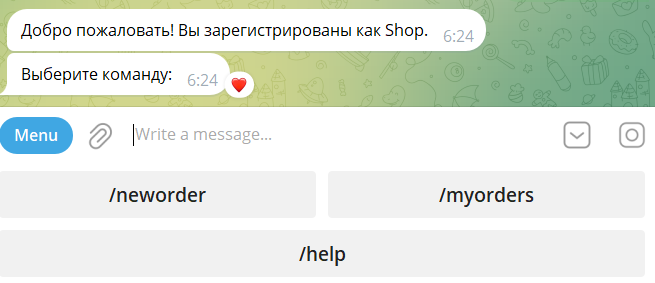 Добро пожаловать! Вы зарегистрированы как Shop. 6:24
Выберите команду: 6:24
Menu Write a message...
/neworder /myorders
/help